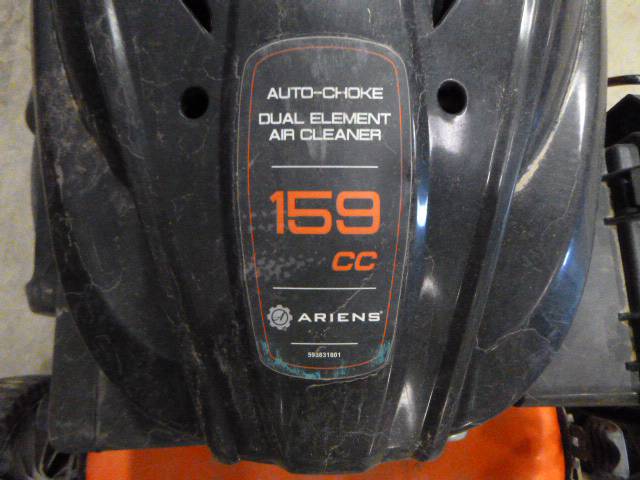 AUTO-CHOKE
DUAL ELEMENT
AIR CLEANER
159
CC
ARIENS
593831801